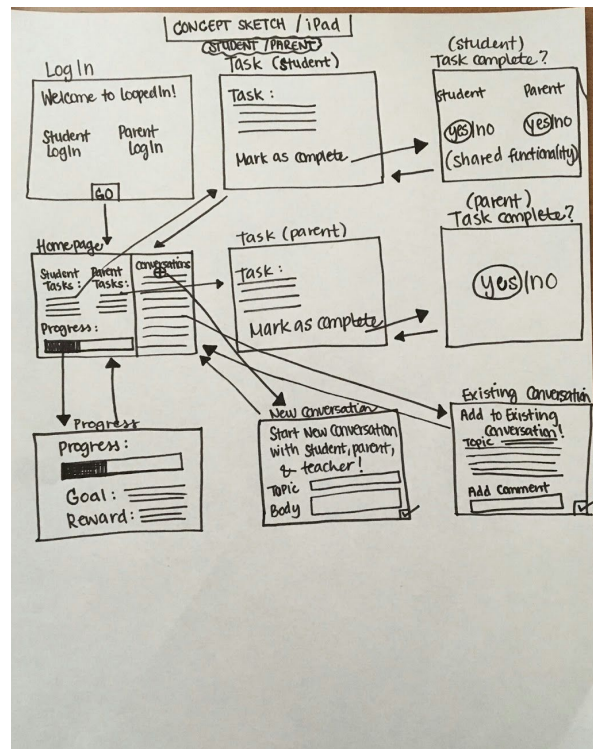 CONCEPT SKETCH / iPad
(STUDENT / PARENT)
LogIn
Welcome to LoopedIn!
Student
LogIn
Parent
LogIn
GO
Task (student)
Task:
Mark as complete
(student)
Task complete?
student
Parent
yes/no
yes/no
(shared functionality)
Homepage
Student
Tasks:
Parent
Tasks:
Progress:
conversations
Task (parent)
Task:
Mark as complete
(parent)
Task complete?
yes/no
Progress
Progress:
Goal:
Reward:
New Conversation
Start New Conversation
with student, parent,
& teacher!
Topic
Body
Existing Conversation
Add to Existing
Conversation!
Topic
Add Comment